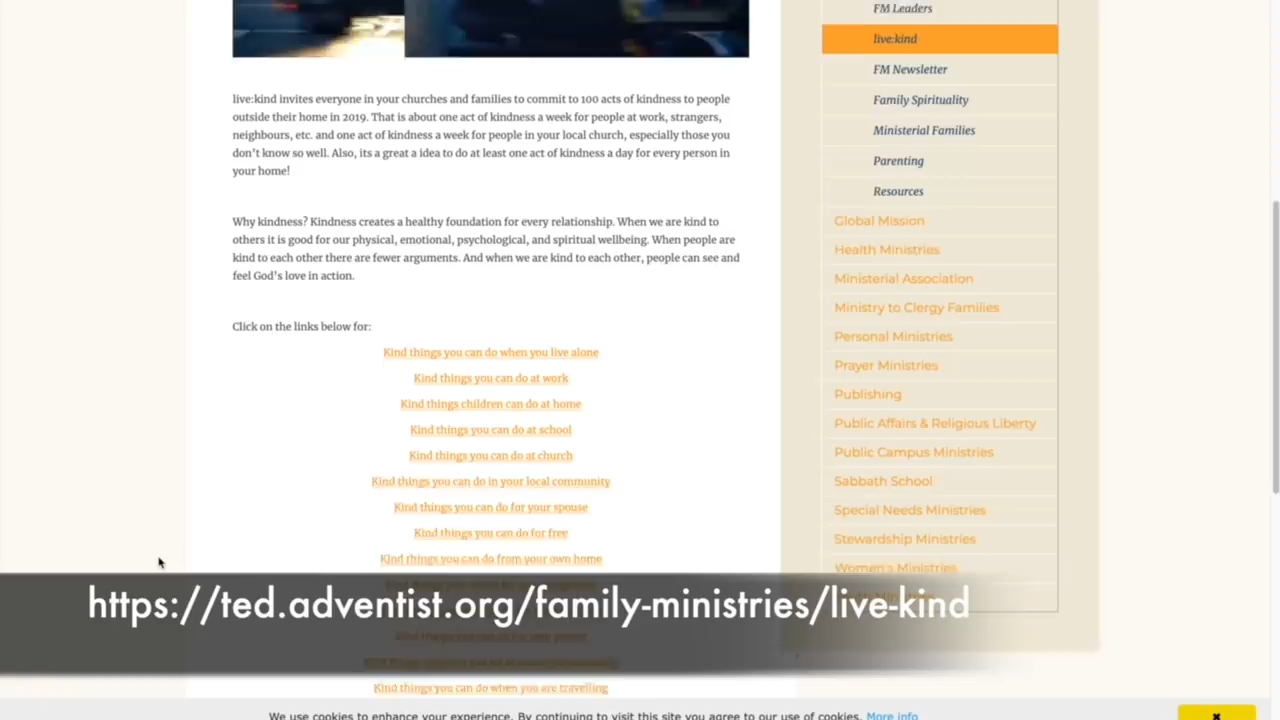 live:kind invites everyone in your churches and families to commit to 100 acts of kindness to people
outside their home in 2019. That is about one act of kindness a week for people at work, strangers,
neighbours, etc. and one act of kindness a week for people in your local church, especially those you
don't know so well. Also, its a great a idea to do at least one act of kindness a day for every person in
your home!
Why kindness? Kindness creates a healthy foundation for every relationship. When we are kind to
others it is good for our physical, emotional, psychological, and spiritual wellbeing. When people are
kind to each other there are fewer arguments. And when we are kind to each other, people can see and
feel God's love in action.
Click on the links below for:
Kind things you can do when you live alone
Kind things you can do at work
Kind things children can do at home
Kind things you can do at school
Kind things you can do at church
Kind things you can do in your local community
Kind things you can do for your spouse
Kind things you can do for free
Kind things you can do from your own home
Kind things you can do when you are travelling
FM Leaders
live:kind
FM Newsletter
Family Spirituality
Ministerial Families
Parenting
Resources
Global Mission
Health Ministries
Ministerial Association
Ministry to Clergy Families
Personal Ministries
Prayer Ministries
Publishing
Public Affairs & Religious Liberty
Public Campus Ministries
Sabbath School
Special Needs Ministries
Stewardship Ministries
Women's Ministries
https://ted.adventist.org/family-ministries/live-kind
We use cookies to enhance your experience. By continuing to visit this site you agree to our use of cookies. More info